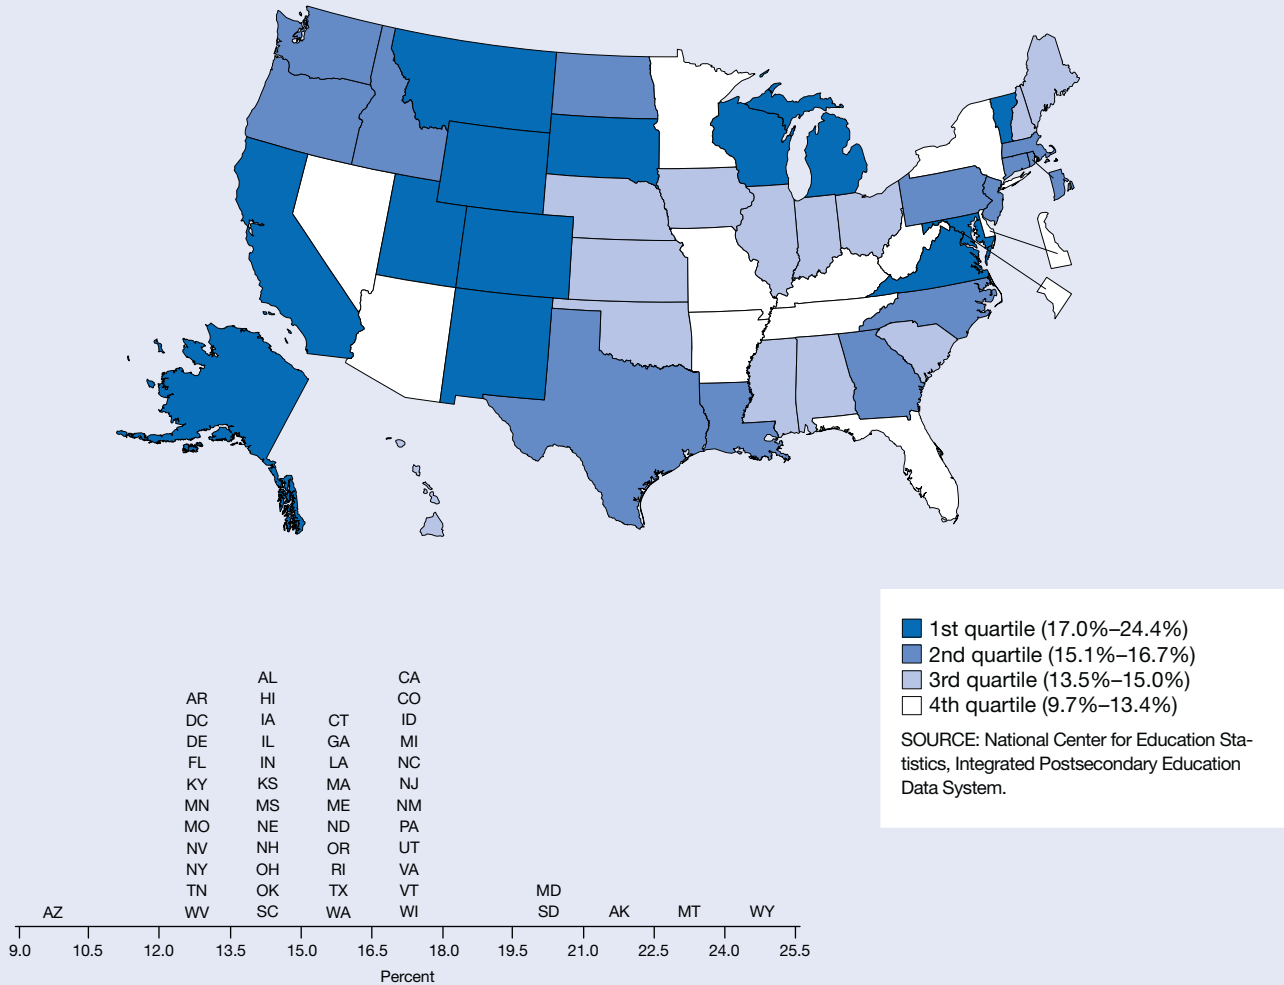 1st quartile (17.0%–24.4%)
2nd quartile (15.1%–16.7%)
3rd quartile (13.5%–15.0%)
4th quartile (9.7%–13.4%)
SOURCE: National Center for Education Sta-
tistics, Integrated Postsecondary Education
Data System.
AL CA
AR HI CO
DC IA CT ID
DE IL GA MI
FL IN LA NC
KY KS MA NJ
MN MS ME NM
MO NE ND PA
NV NH OR UT
NY OH RI VA
TN OK TX VT MD
AZ WV SC WA WI SD AK MT WY
9.0 10.5 12.0 13.5 15.0 16.5 18.0 19.5 21.0 22.5 24.0 25.5
Percent